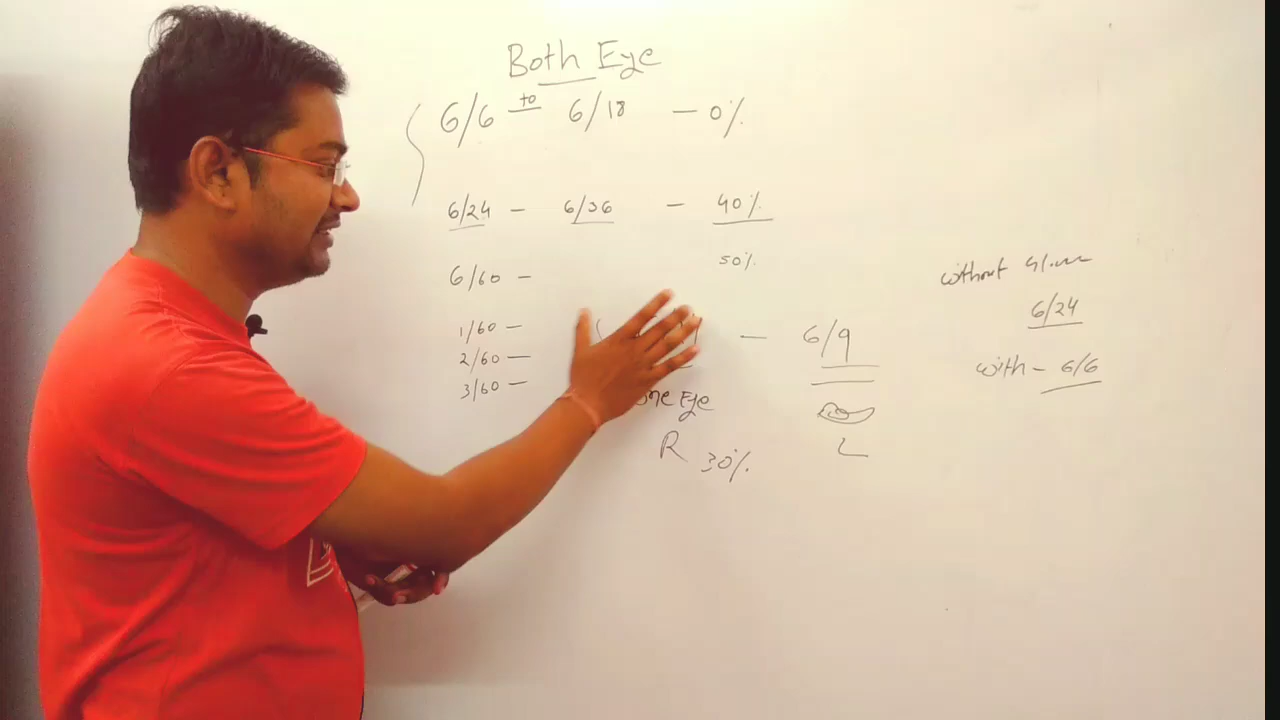 Both Eye
6/6 to 6/18 - 0%
6/24 - 6/36 - 40%
6/60 - 50%
1/60 - - 6/9
2/60 -
3/60 -
one Eye
R 30% L
without
6/24
with - 6/6